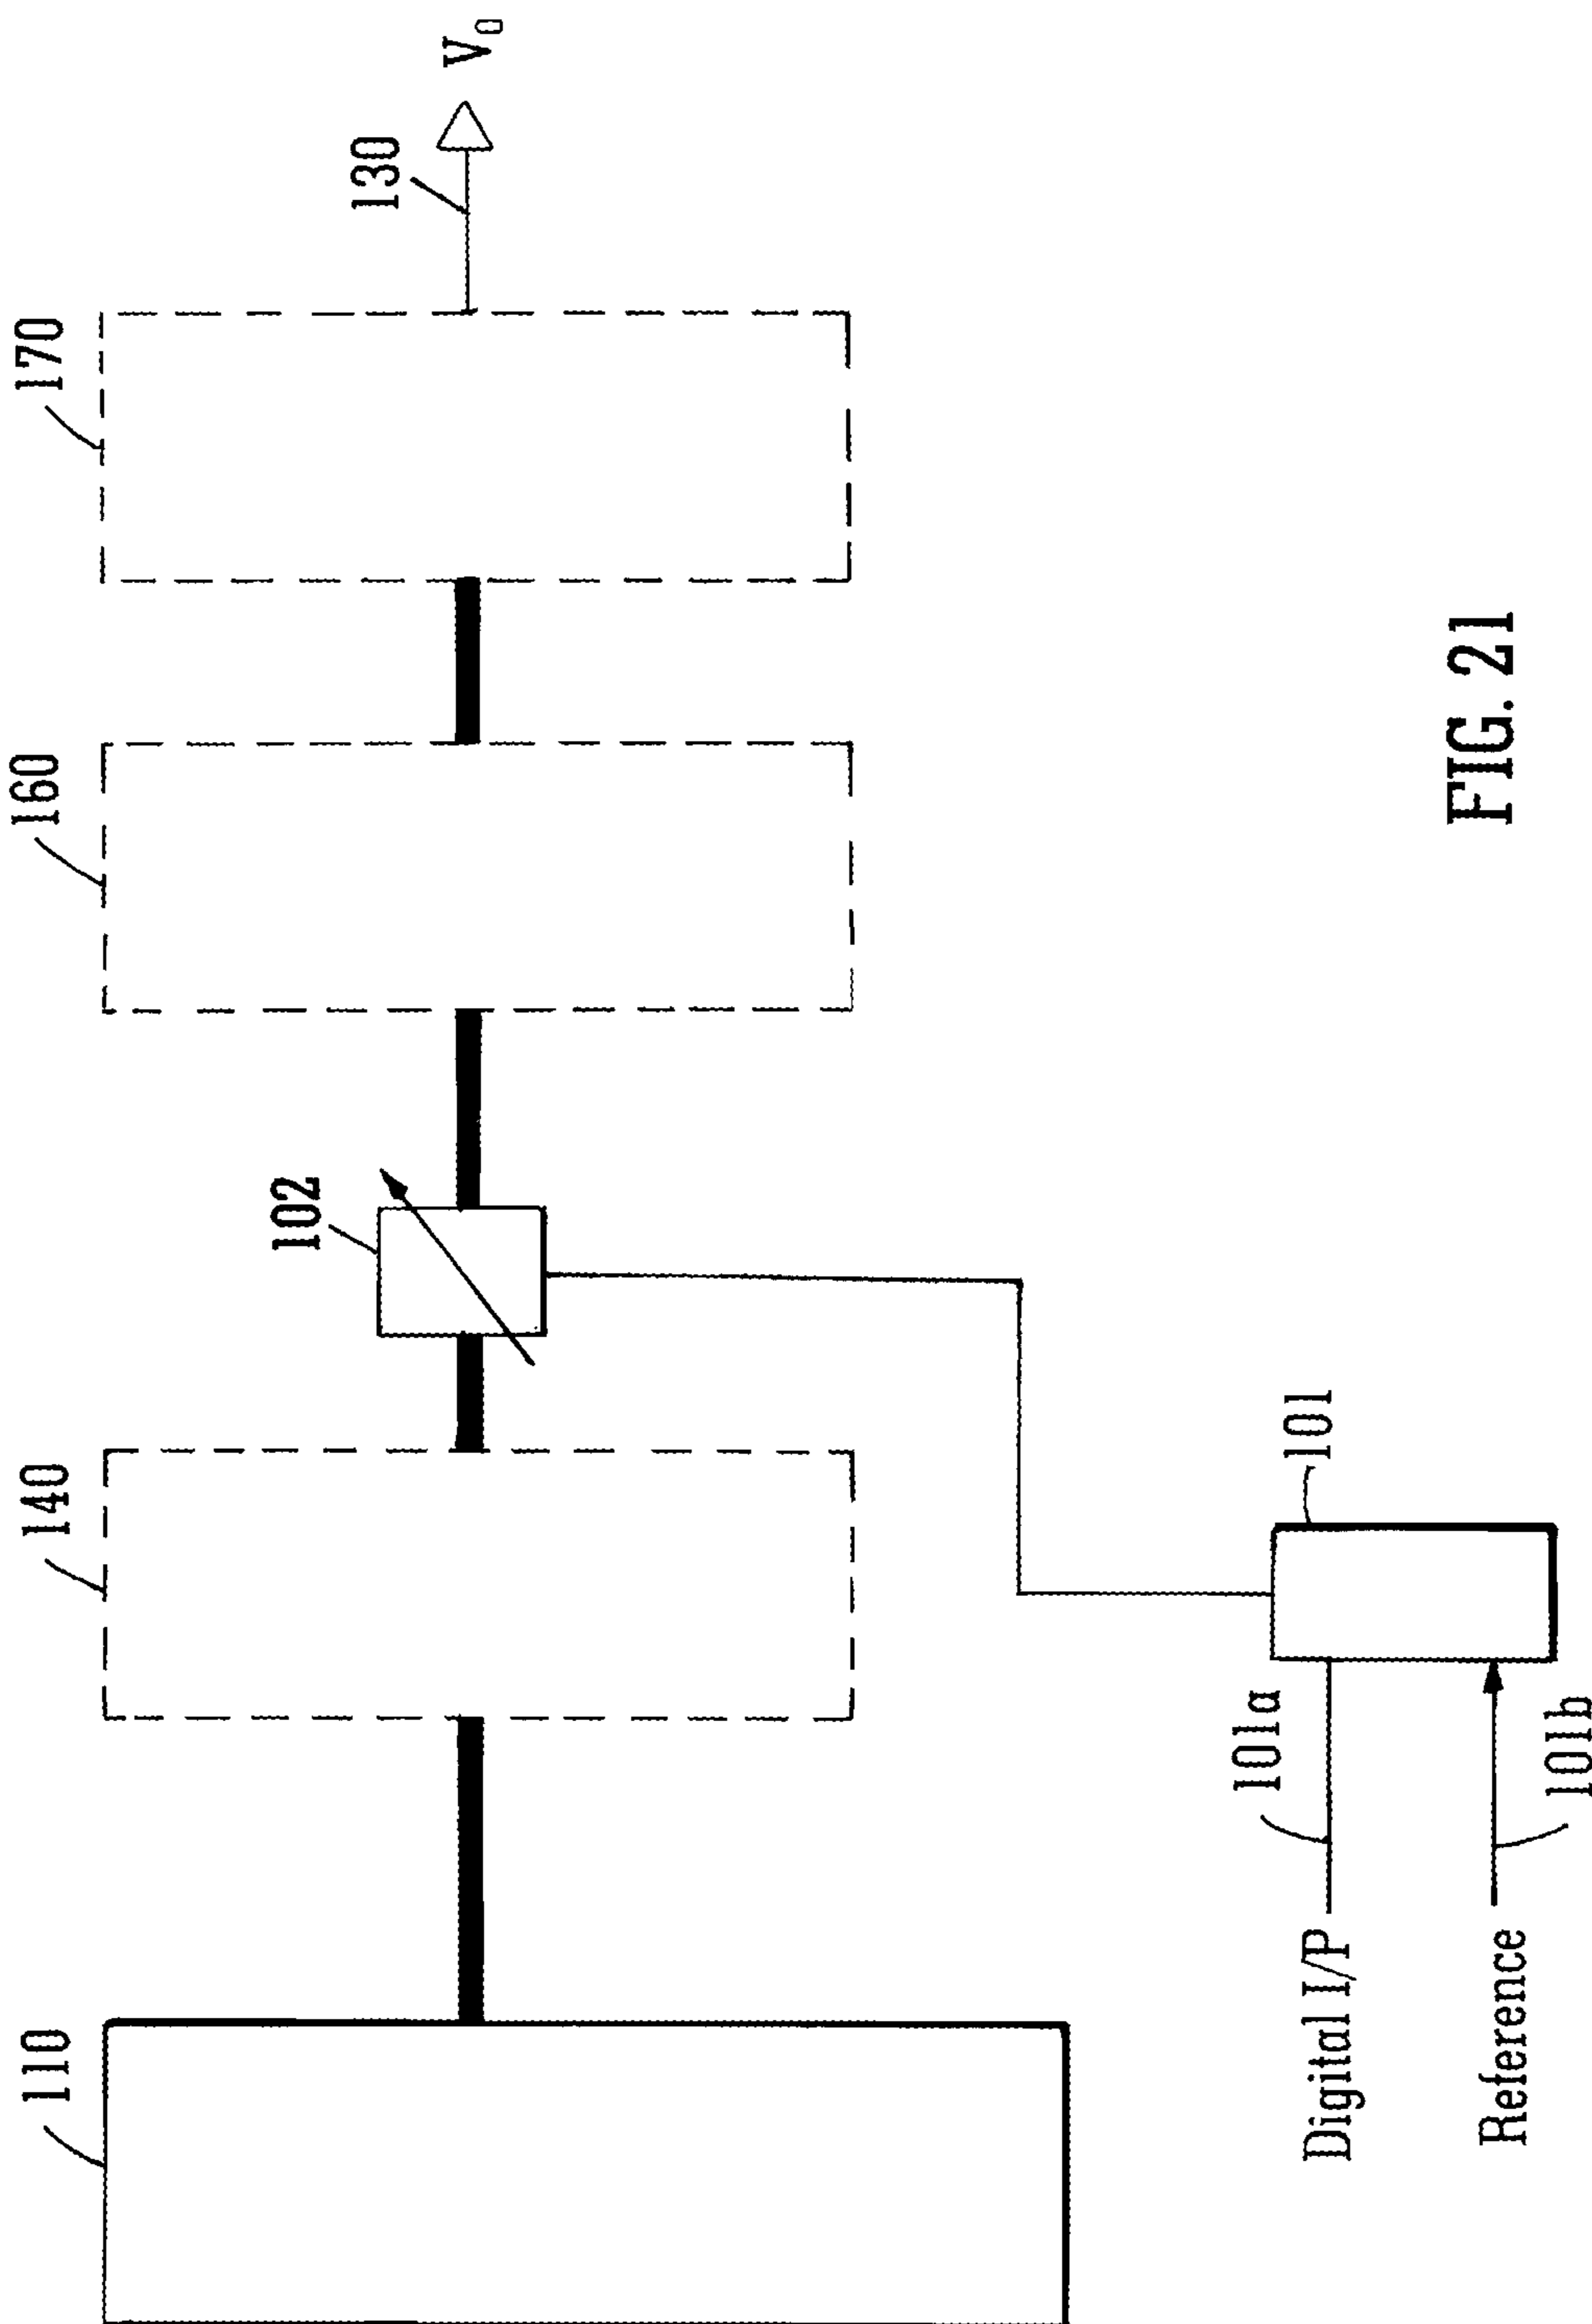 110
140
102
160
170
130
V₀
101a
101
Digital I/P
Reference
101b
FIG. 21